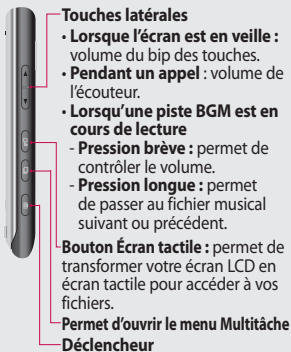 Touches latérales
• Lorsque l'écran est en veille :
volume du bip des touches.
• Pendant un appel : volume de
l'écouteur.
• Lorsqu'une piste BGM est en
cours de lecture
- Pression brève : permet de
contrôler le volume.
- Pression longue : permet
de passer au fichier musical
suivant ou précédent.
Bouton Écran tactile : permet de
transformer votre écran LCD en
écran tactile pour accéder à vos
fichiers.
Permet d'ouvrir le menu Multitâche
Déclencheur